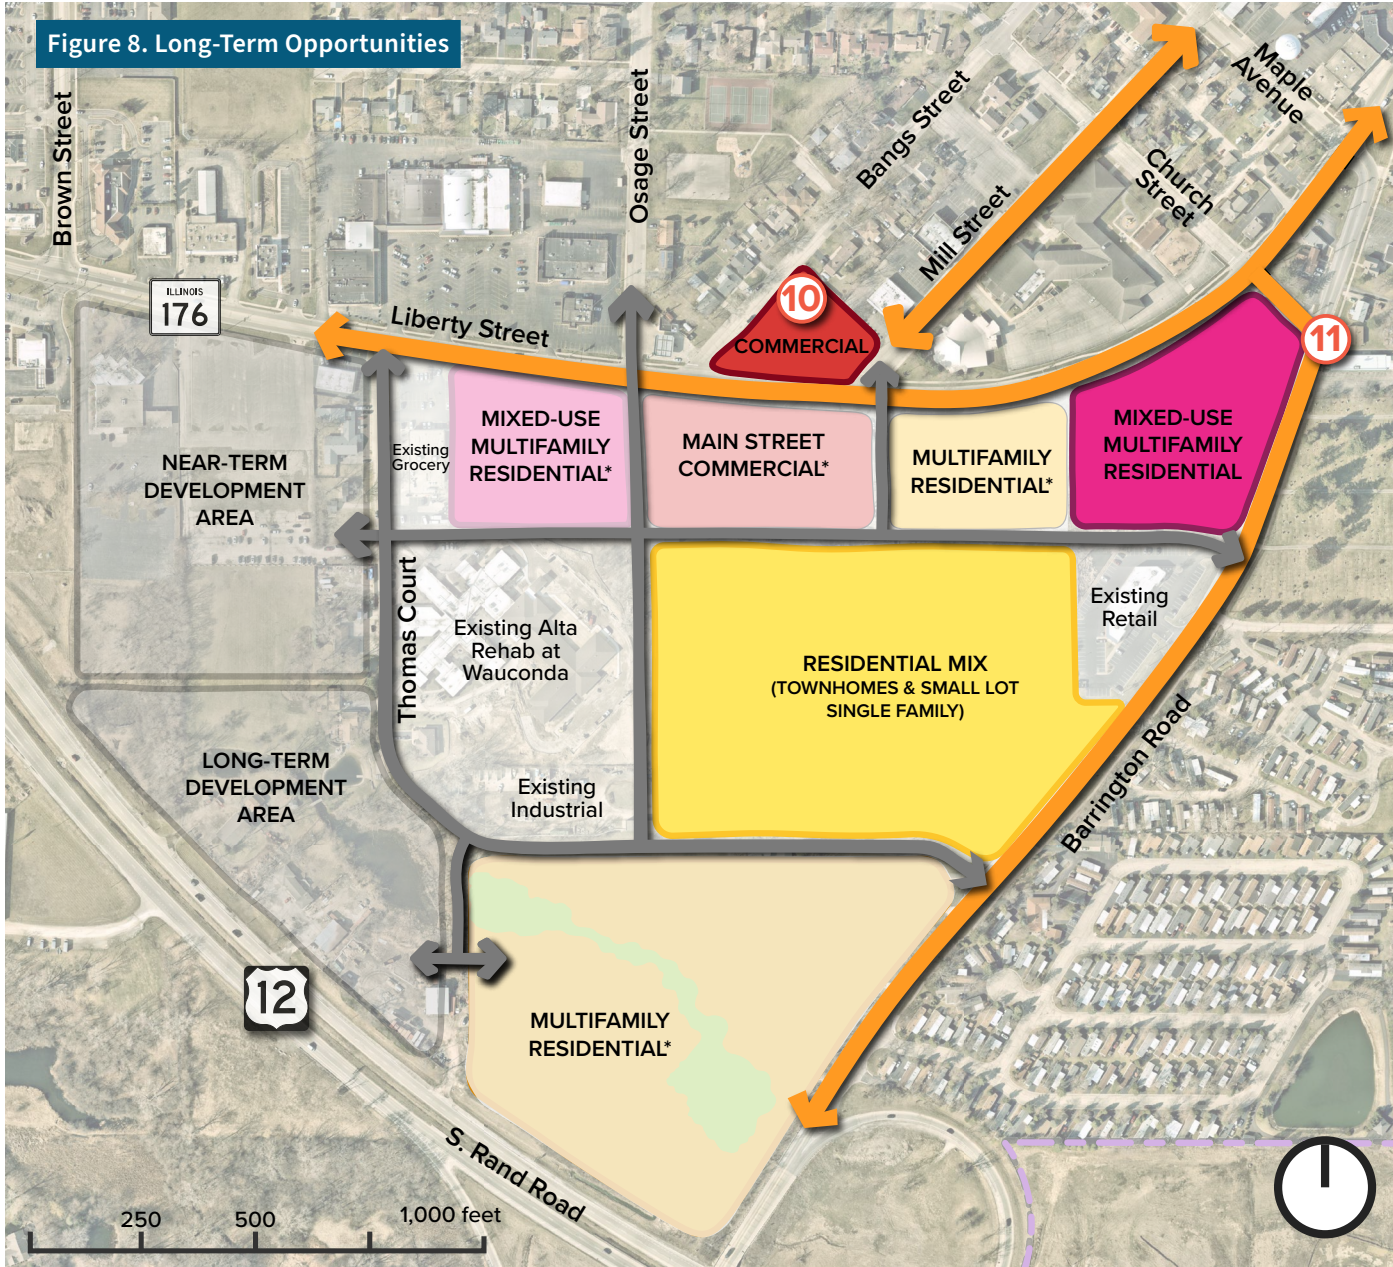 Figure 8. Long-Term Opportunities
Brown Street
Osage Street
Bangs Street
Mill Street
Maple
Avenue
Church
Street
ILLINOIS
176
Liberty Street
10
COMMERCIAL
11
Existing
Grocery
MIXED-USE
MULTIFAMILY
RESIDENTIAL*
MAIN STREET
COMMERCIAL*
MULTIFAMILY
RESIDENTIAL*
MIXED-USE
MULTIFAMILY
RESIDENTIAL
NEAR-TERM
DEVELOPMENT
AREA
Thomas Court
Existing Alta
Rehab at
Wauconda
Existing
Retail
RESIDENTIAL MIX
(TOWNHOMES & SMALL LOT
SINGLE FAMILY)
LONG-TERM
DEVELOPMENT
AREA
Existing
Industrial
Barrington Road
12
MULTIFAMILY
RESIDENTIAL*
S. Rand Road
250
500
1,000 feet